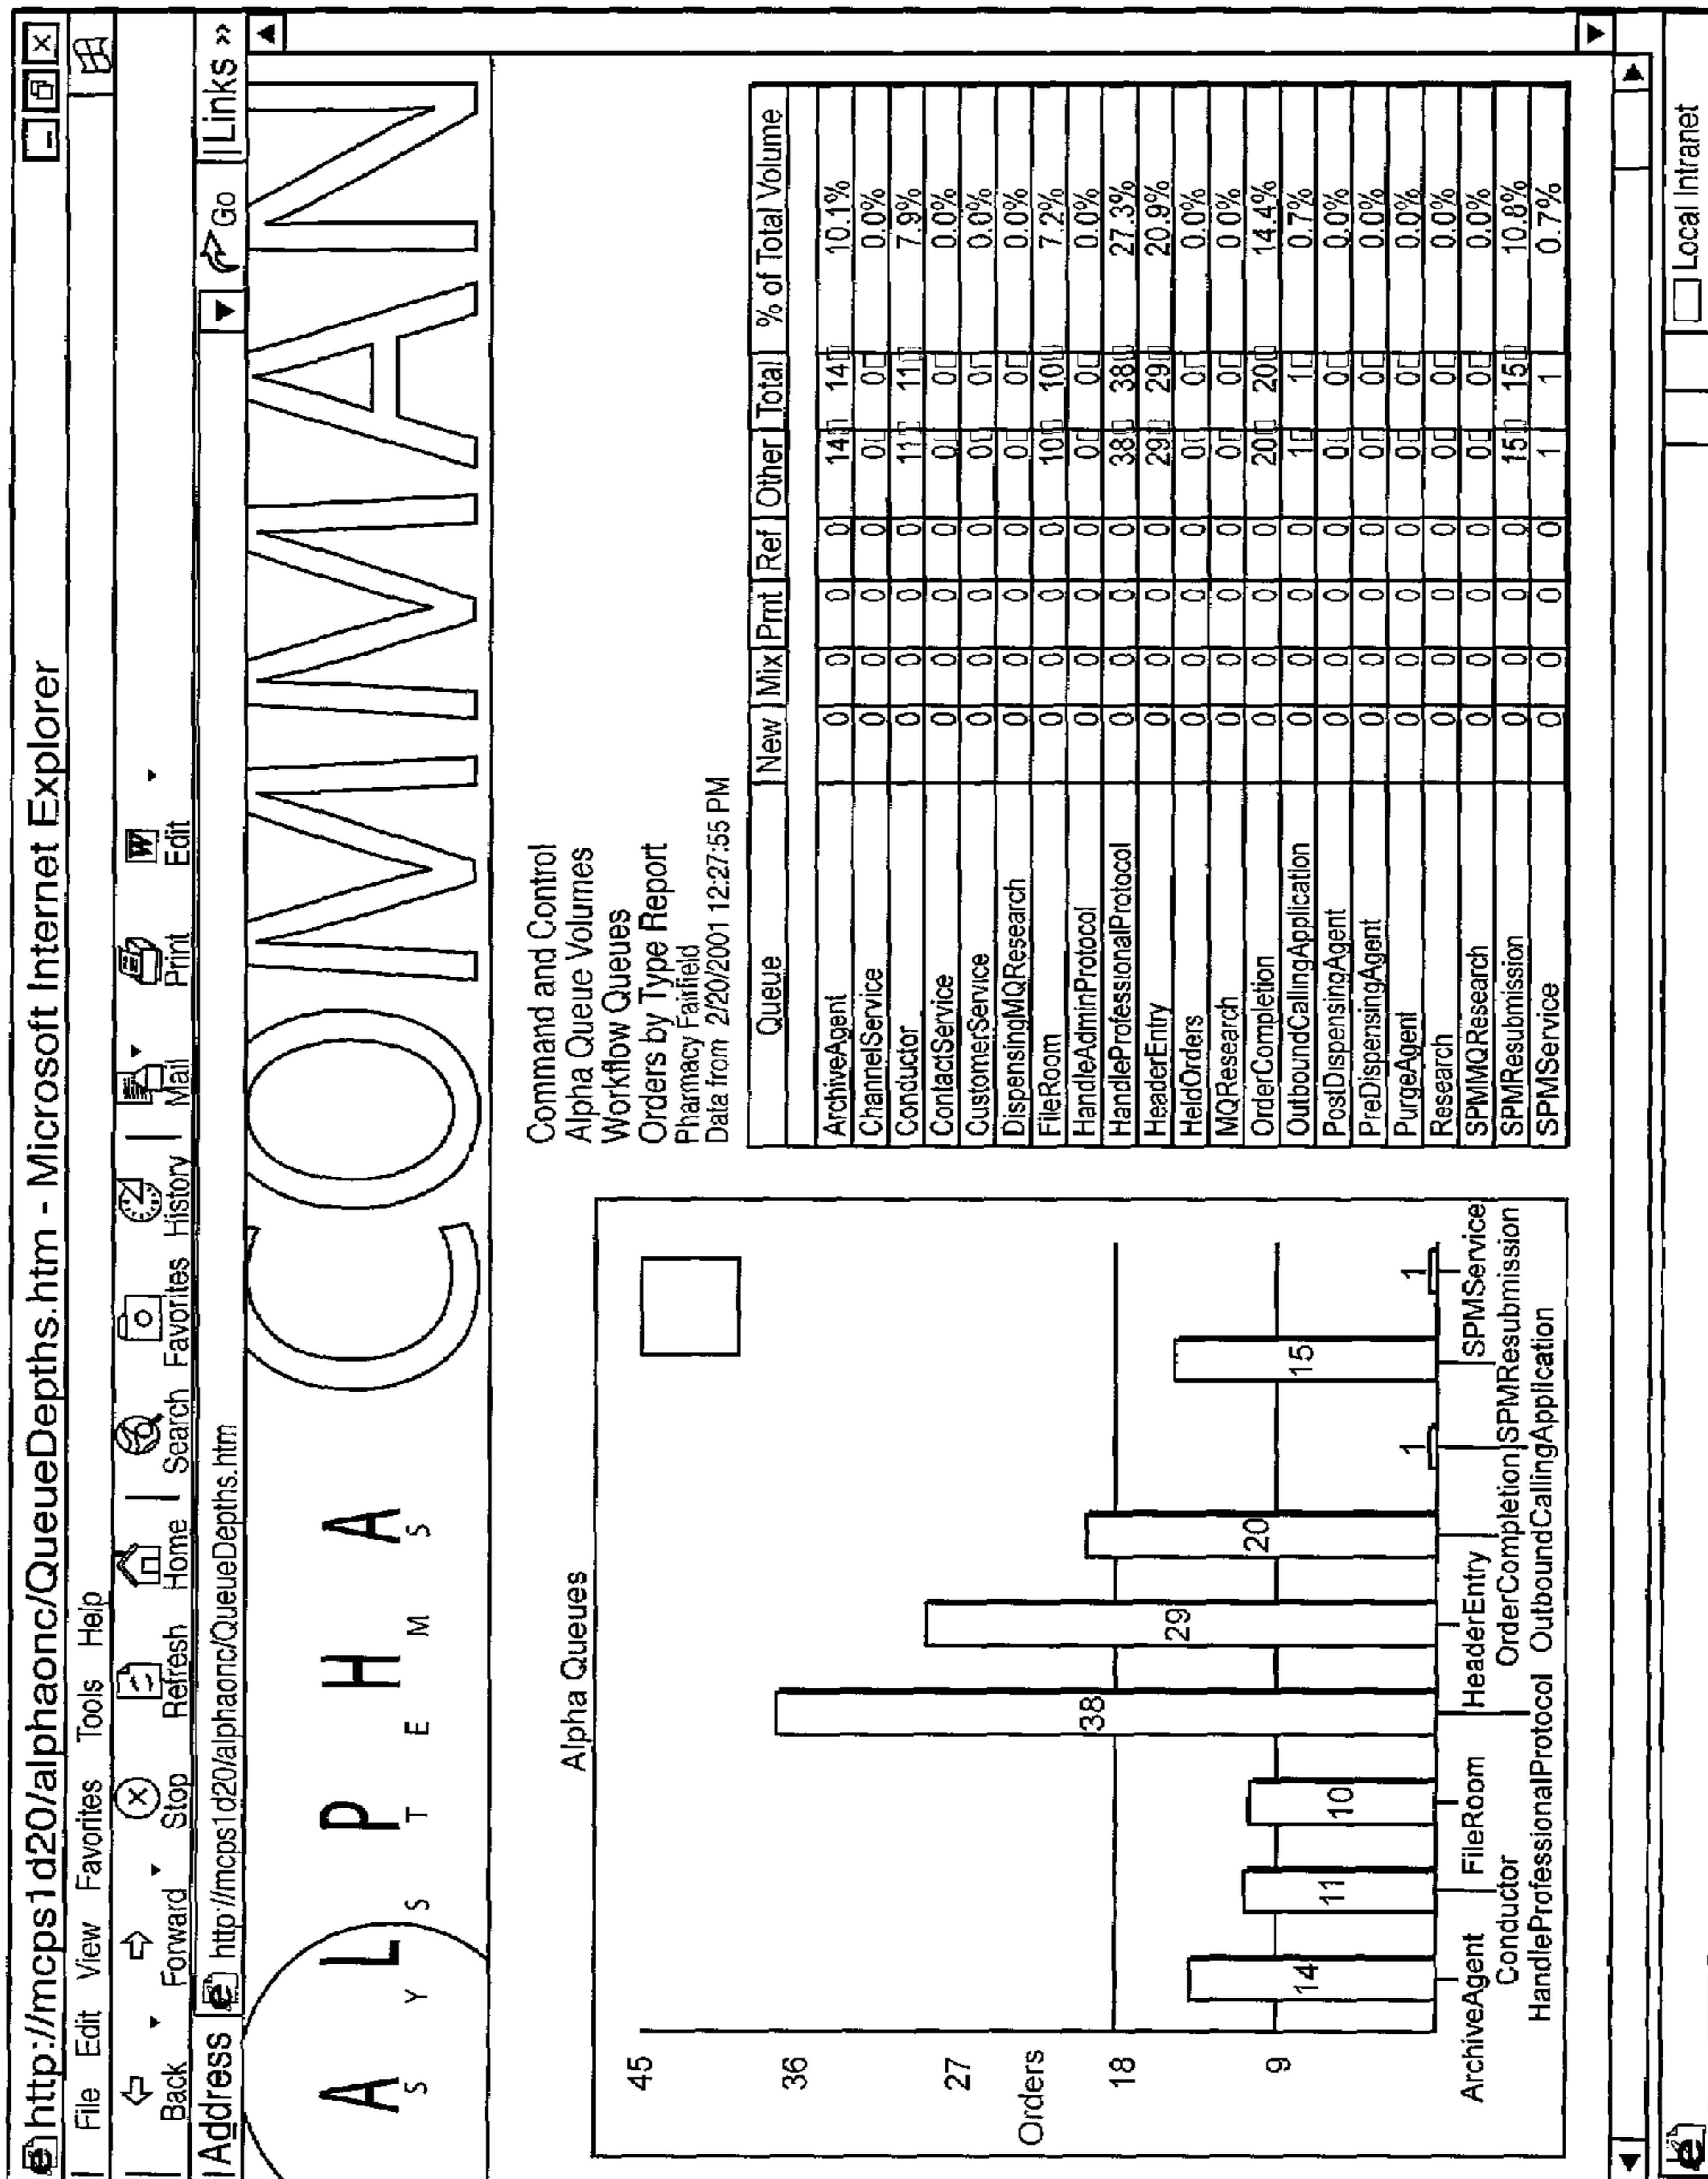 http://mcps1d20/alphaonc/QueueDepths.htm - Microsoft Internet Explorer
File Edit View Favorites Tools Help
Back Forward Stop Refresh Home Search Favorites History Mail Print Edit
Address http://mcps1d20/alphaonc/QueueDepths.htm Go Links »
ALPHA COMMAN
SYSTEMS
Command and Control
Alpha Queue Volumes
Workflow Queues
Orders by Type Report
Pharmacy Fairfield
Data from 2/20/2001 12:27:55 PM
Alpha Queues
45
36
27
Orders
18
9
14 11 10 38 29 20 1 15 1
ArchiveAgent FileRoom HeaderEntry SPMService
Conductor OrderCompletion SPMResubmission
HandleProfessionalProtocol OutboundCallingApplication
Queue New Mix Prnt Ref Other Total % of Total Volume
ArchiveAgent 0 0 0 0 14 14 10.1%
ChannelService 0 0 0 0 0 0 0.0%
Conductor 0 0 0 0 11 11 7.9%
ContactService 0 0 0 0 0 0 0.0%
CustomerService 0 0 0 0 0 0 0.0%
DispensingMQResearch 0 0 0 0 0 0 0.0%
FileRoom 0 0 0 0 10 10 7.2%
HandleAdminProtocol 0 0 0 0 0 0 0.0%
HandleProfessionalProtocol 0 0 0 0 38 38 27.3%
HeaderEntry 0 0 0 0 29 29 20.9%
HeldOrders 0 0 0 0 0 0 0.0%
MQResearch 0 0 0 0 0 0 0.0%
OrderCompletion 0 0 0 0 20 20 14.4%
OutboundCallingApplication 0 0 0 0 1 1 0.7%
PostDispensingAgent 0 0 0 0 0 0 0.0%
PreDispensingAgent 0 0 0 0 0 0 0.0%
PurgeAgent 0 0 0 0 0 0 0.0%
Research 0 0 0 0 0 0 0.0%
SPMMQResearch 0 0 0 0 0 0 0.0%
SPMResubmission 0 0 0 0 15 15 10.8%
SPMService 0 0 0 0 1 1 0.7%
Local Intranet